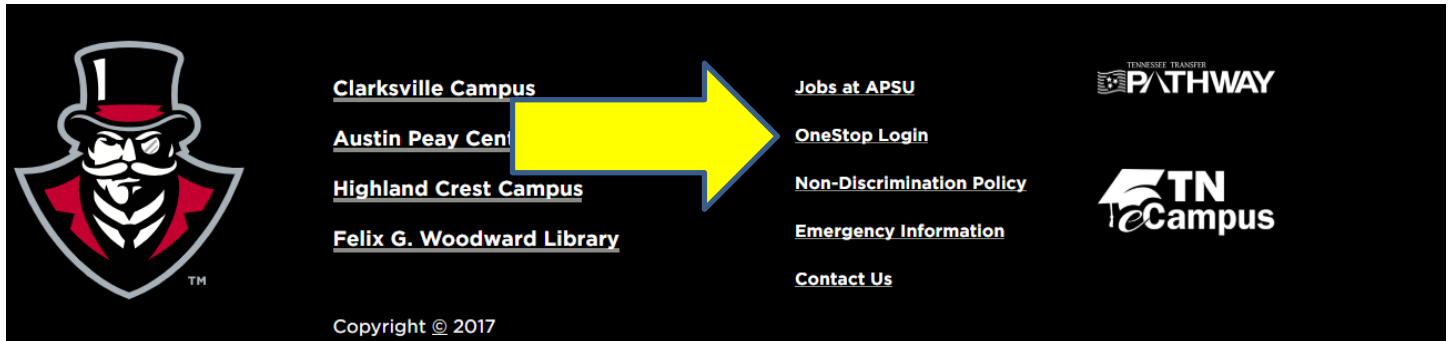 Clarksville Campus
Austin Peay Cent
Highland Crest Campus
Felix G. Woodward Library
Copyright © 2017
Jobs at APSU
OneStop Login
Non-Discrimination Policy
Emergency Information
Contact Us
TENNESSEE TRANSFER
PATHWAY
TN
eCampus
TM